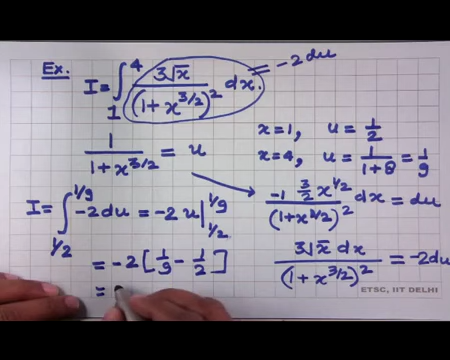 Ex. I = ∫₁⁴ 3√x / (1 + x^{3/2})² dx. = -2du
1 / (1 + x^{3/2}) = u
x = 1, u = 1/2
x = 4, u = 1/(1+8) = 1/9
-1 · 3/2 x^{1/2} / (1 + x^{3/2})² dx = du
3√x dx / (1 + x^{3/2})² = -2du
I = ∫_{1/2}^{1/9} -2du = -2u |_{1/2}^{1/9}
= -2 [1/9 - 1/2]
=
ETSC, IIT DELHI